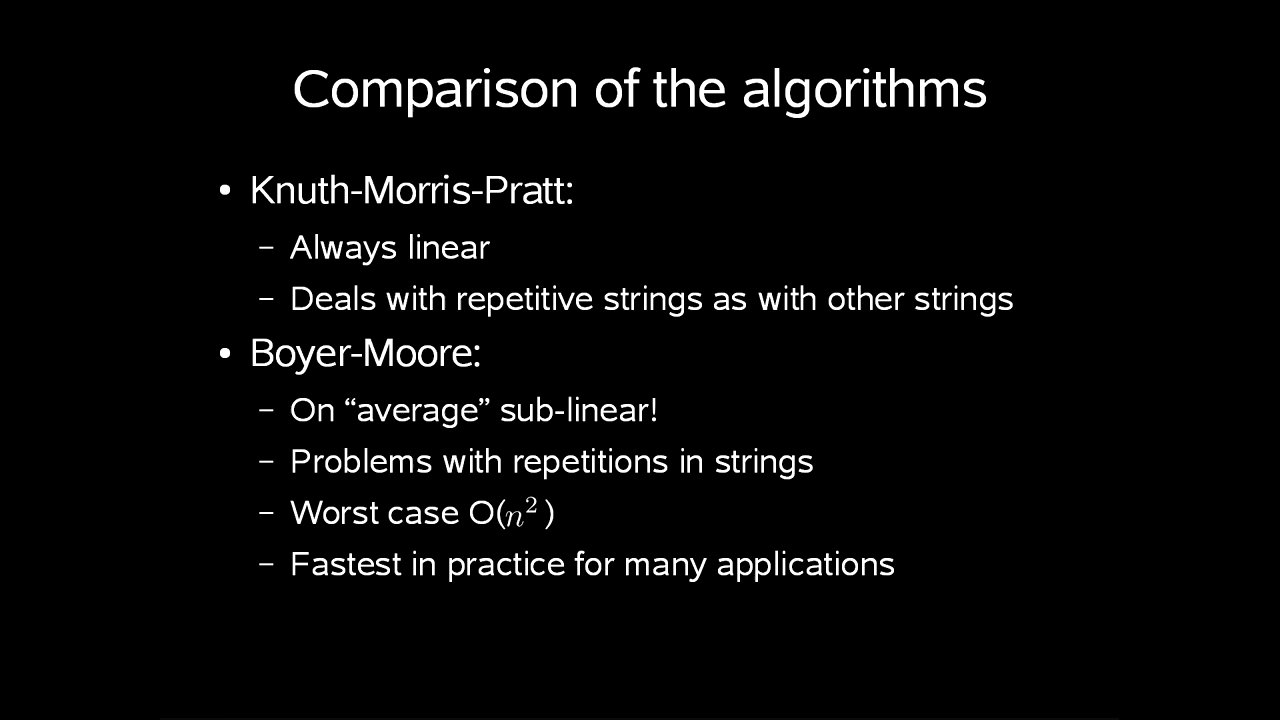 Comparison of the algorithms
• Knuth-Morris-Pratt:
– Always linear
– Deals with repetitive strings as with other strings
• Boyer-Moore:
– On “average” sub-linear!
– Problems with repetitions in strings
– Worst case O(n²)
– Fastest in practice for many applications